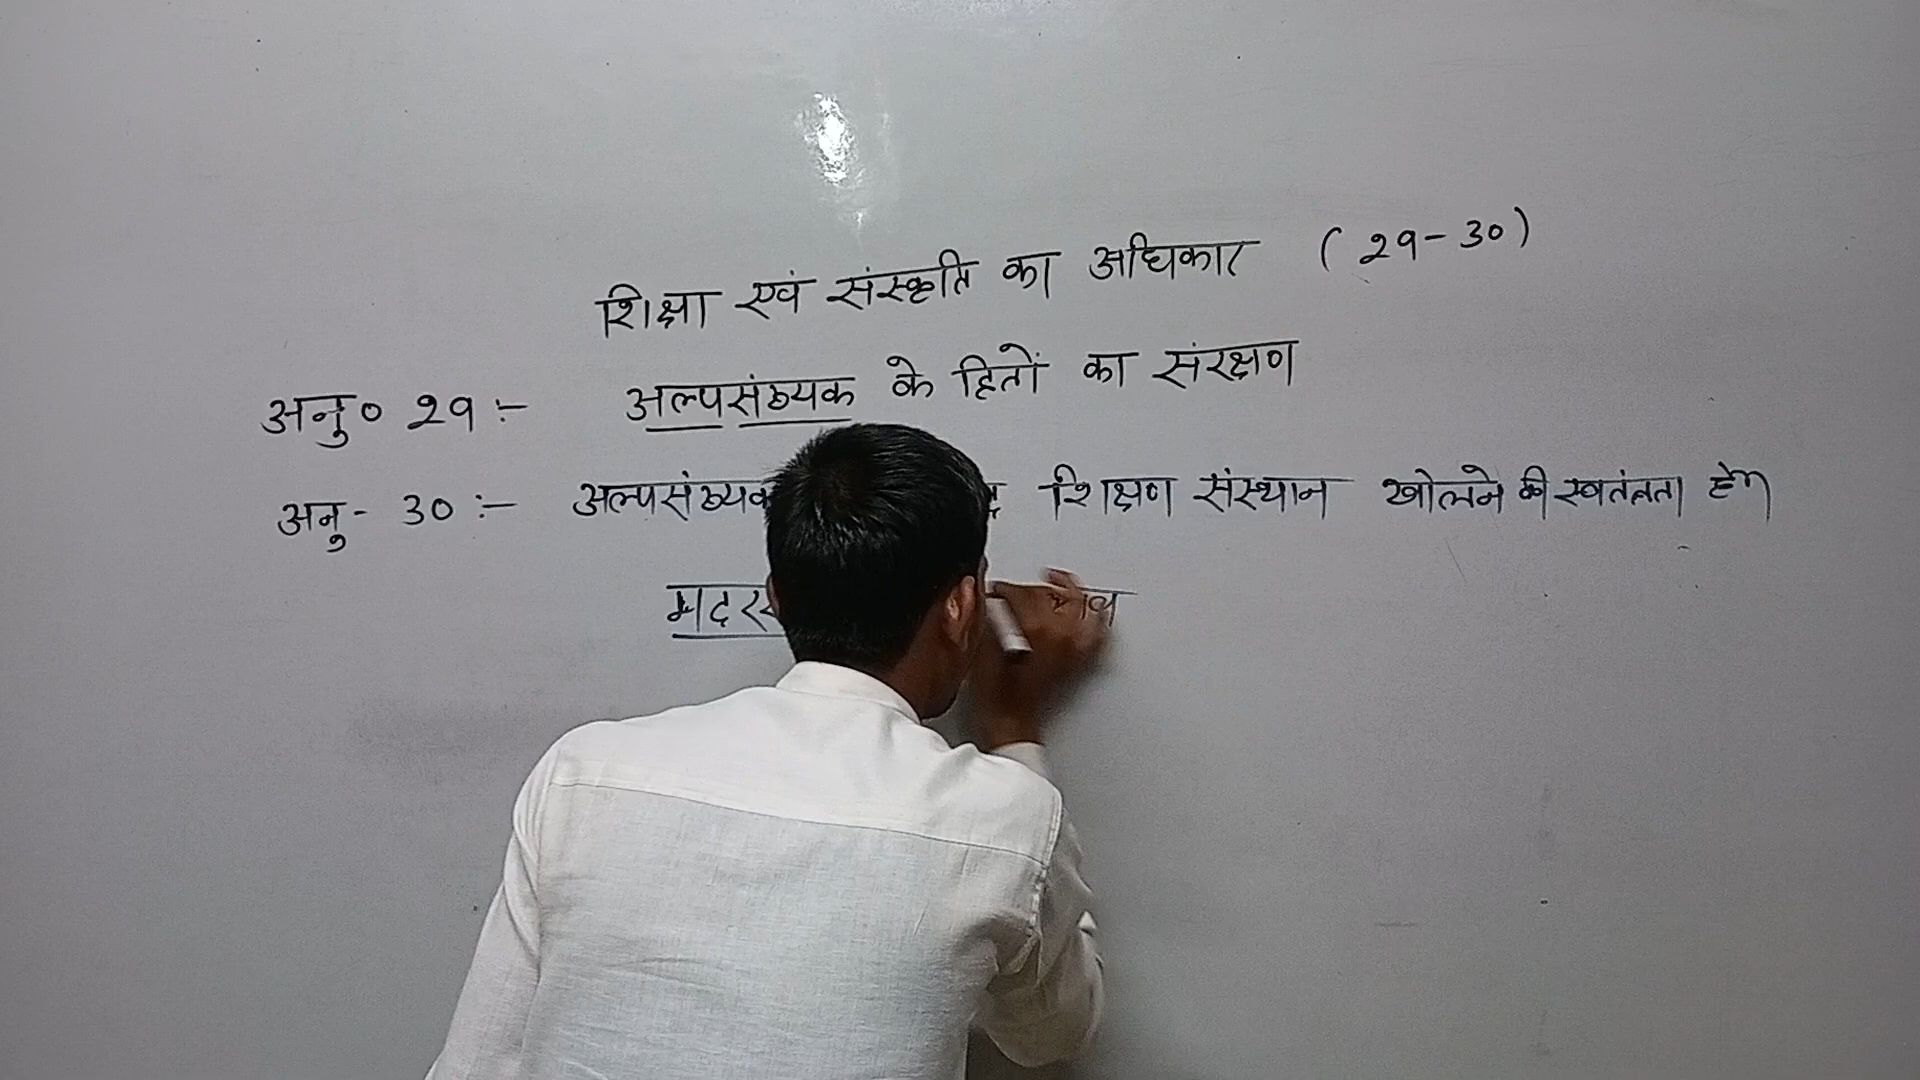 शिक्षा एवं संस्कृति का अधिकार ( 29-30 )
अनु० 29 :- अल्पसंख्यक के हितों का संरक्षण
अनु - 30 :- अल्पसंख्यक शिक्षण संस्थान खोलने की स्वतंत्रता होगी